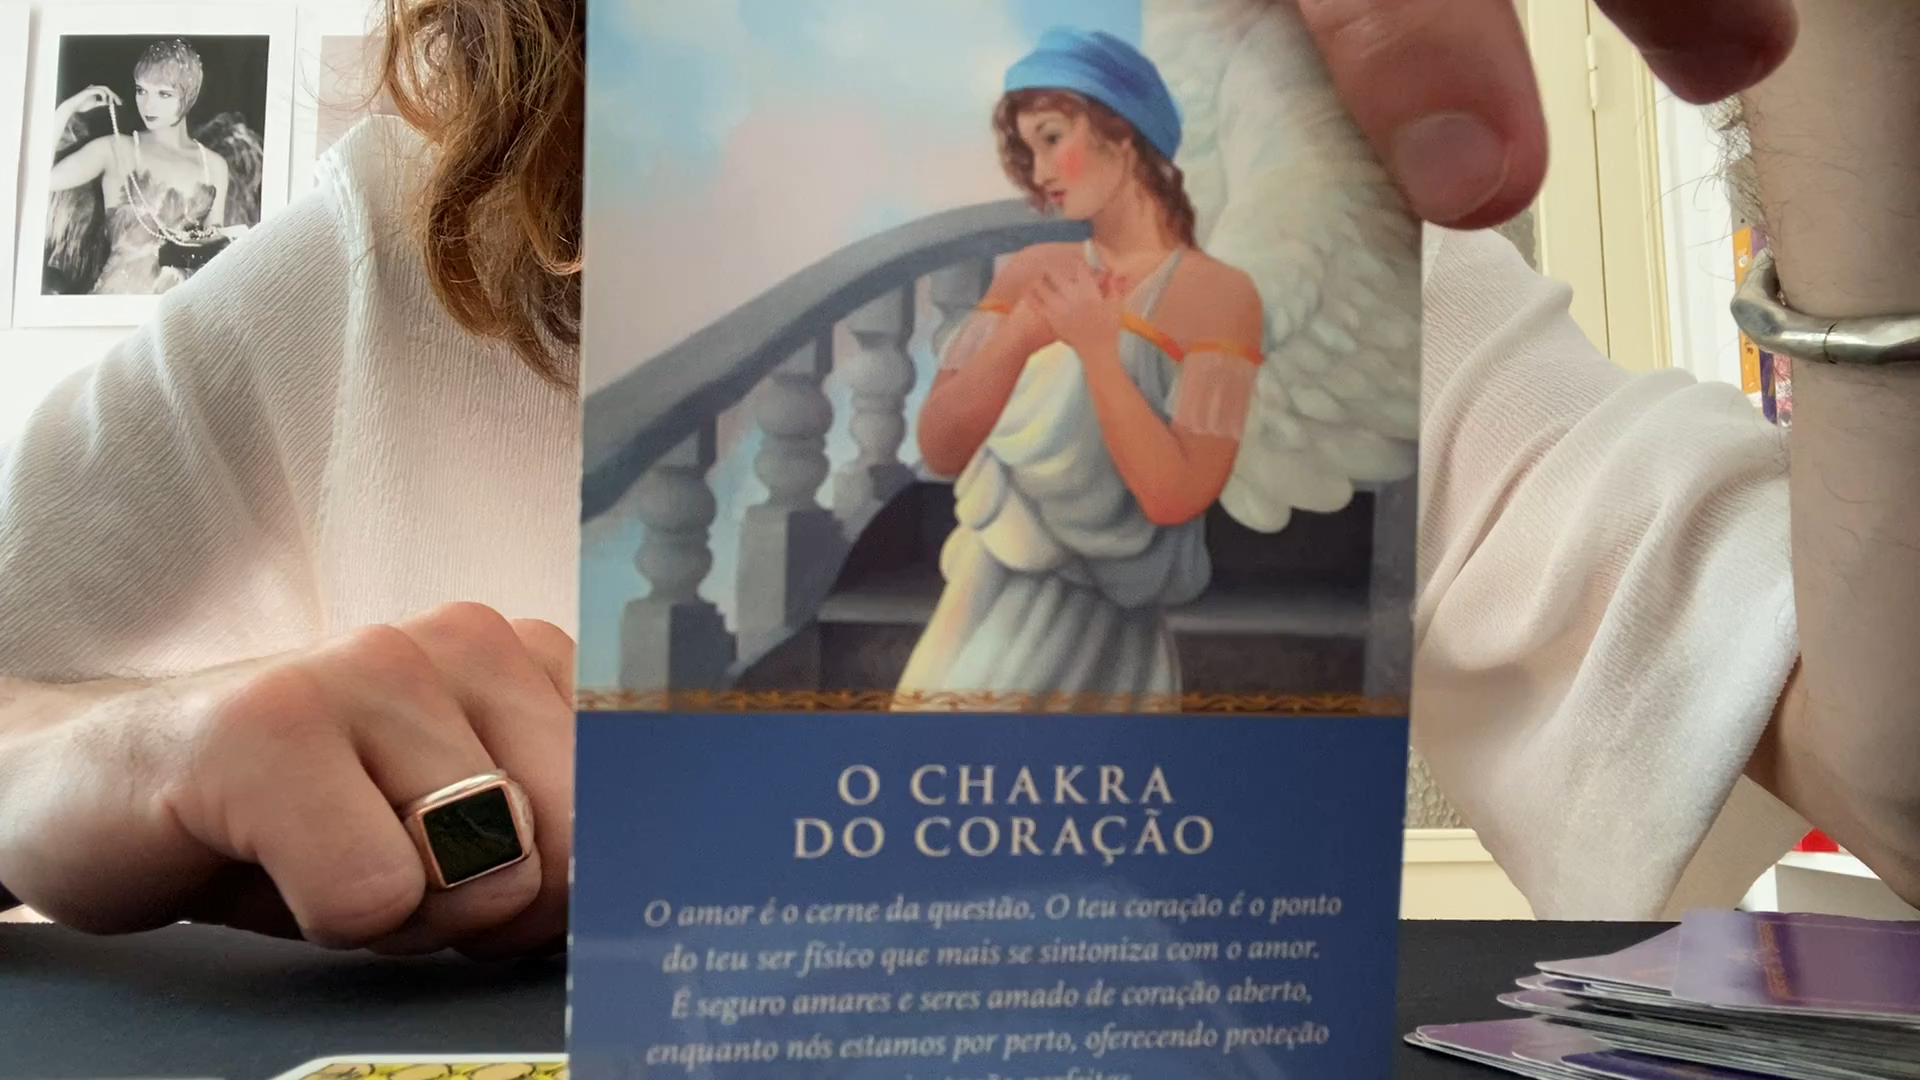 O CHAKRA
DO CORAÇÃO
O amor é o cerne da questão. O teu coração é o ponto
do teu ser físico que mais se sintoniza com o amor.
É seguro amares e seres amado de coração aberto,
enquanto nós estamos por perto, oferecendo proteção